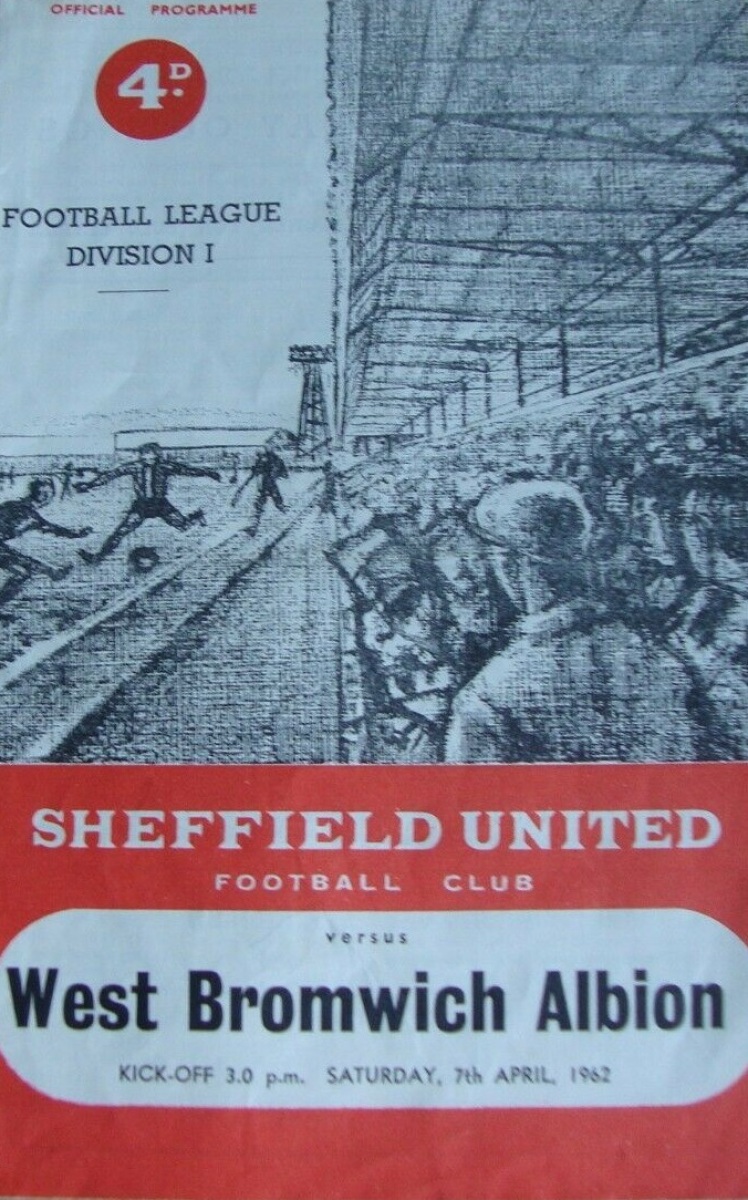 OFFICIAL PROGRAMME
4D.
FOOTBALL LEAGUE
DIVISION I
SHEFFIELD UNITED
FOOTBALL CLUB
versus
West Bromwich Albion
KICK-OFF 3.0 p.m. SATURDAY, 7th APRIL, 1962